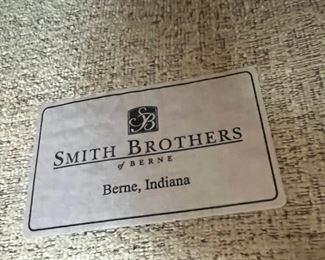 SB
SMITH BROTHERS
of BERNE
Berne, Indiana